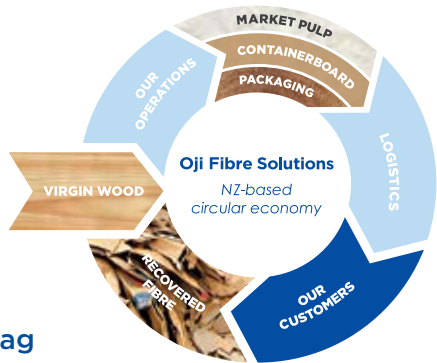 MARKET PULP
CONTAINERBOARD
PACKAGING
OUR
OPERATIONS
LOGISTICS
Oji Fibre Solutions
NZ-based
circular economy
VIRGIN WOOD
RECOVERED
FIBRE
OUR
CUSTOMERS
ag